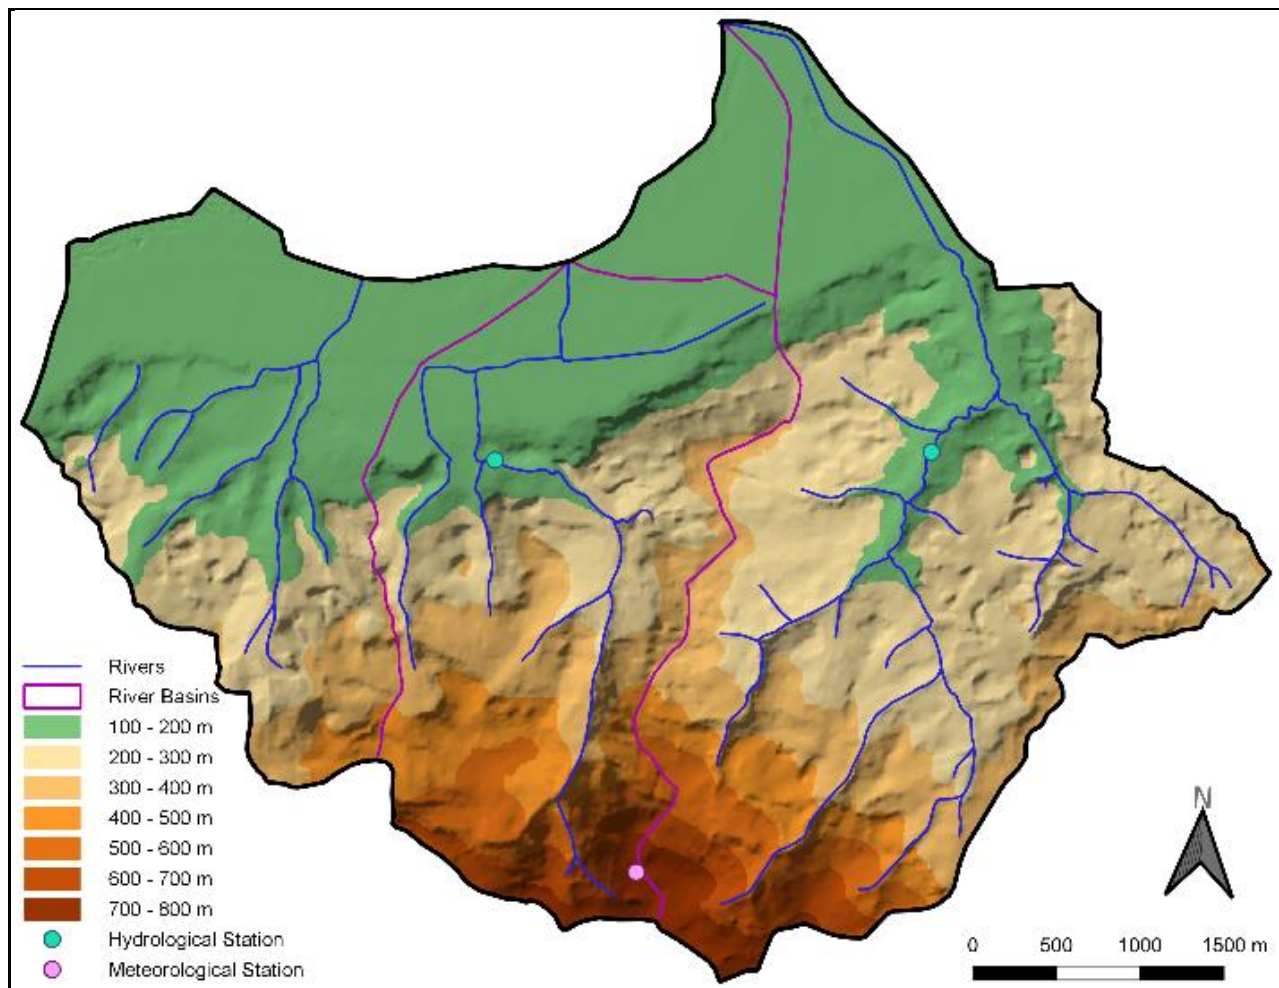 Rivers
River Basins
100 - 200 m
200 - 300 m
300 - 400 m
400 - 500 m
500 - 600 m
600 - 700 m
700 - 800 m
Hydrological Station
Meteorological Station
N
0 500 1000 1500 m